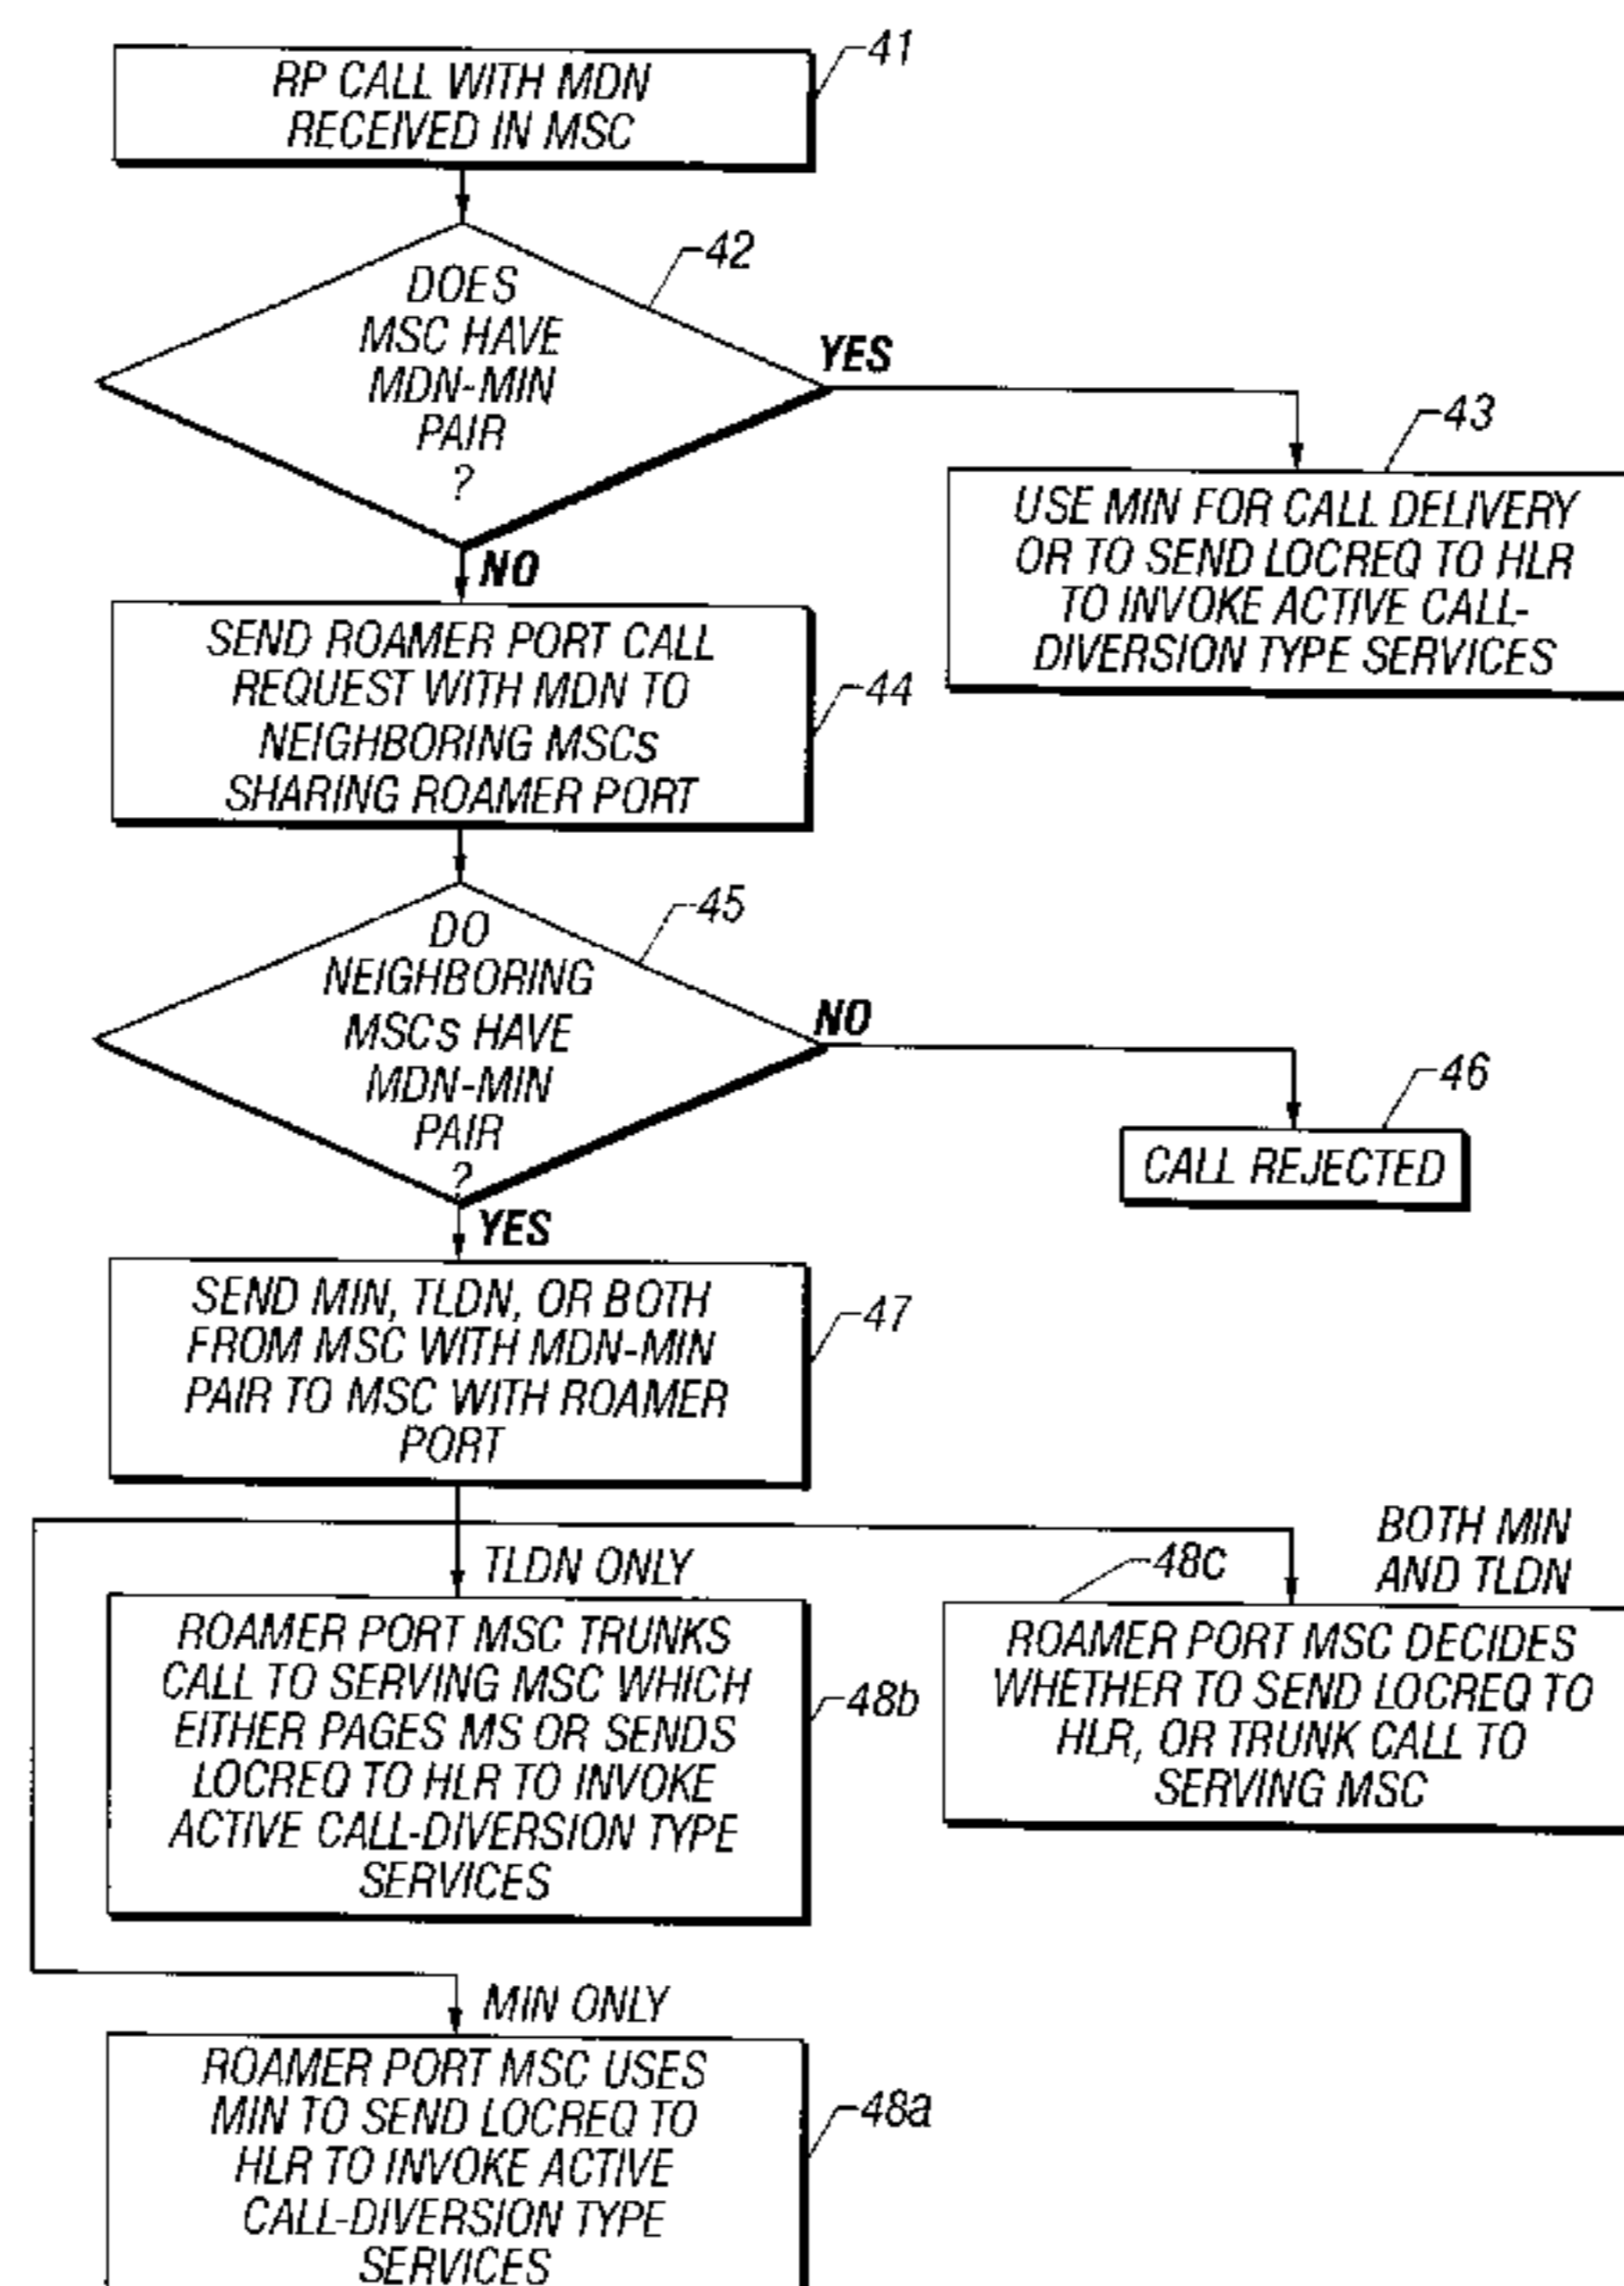 41
RP CALL WITH MDN
RECEIVED IN MSC
42
DOES
MSC HAVE
MDN-MIN
PAIR
?
YES
43
USE MIN FOR CALL DELIVERY
OR TO SEND LOCREQ TO HLR
TO INVOKE ACTIVE CALL-
DIVERSION TYPE SERVICES
NO
44
SEND ROAMER PORT CALL
REQUEST WITH MDN TO
NEIGHBORING MSCs
SHARING ROAMER PORT
45
DO
NEIGHBORING
MSCs HAVE
MDN-MIN
PAIR
?
NO
46
CALL REJECTED
YES
47
SEND MIN, TLDN, OR BOTH
FROM MSC WITH MDN-MIN
PAIR TO MSC WITH ROAMER
PORT
TLDN ONLY
48b
ROAMER PORT MSC TRUNKS
CALL TO SERVING MSC WHICH
EITHER PAGES MS OR SENDS
LOCREQ TO HLR TO INVOKE
ACTIVE CALL-DIVERSION TYPE
SERVICES
BOTH MIN
AND TLDN
48c
ROAMER PORT MSC DECIDES
WHETHER TO SEND LOCREQ TO
HLR, OR TRUNK CALL TO
SERVING MSC
MIN ONLY
48a
ROAMER PORT MSC USES
MIN TO SEND LOCREQ TO
HLR TO INVOKE ACTIVE
CALL-DIVERSION TYPE
SERVICES